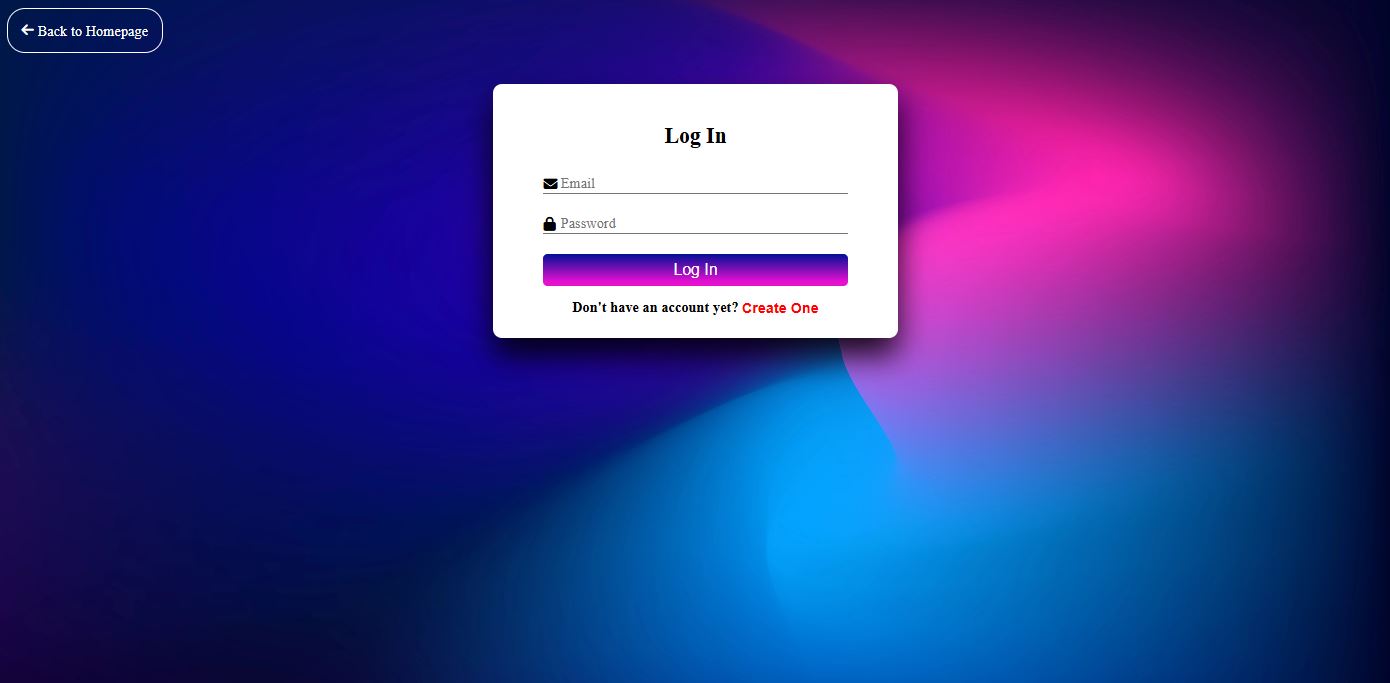 Back to Homepage
Log In
Email
Password
Log In
Don't have an account yet? Create One